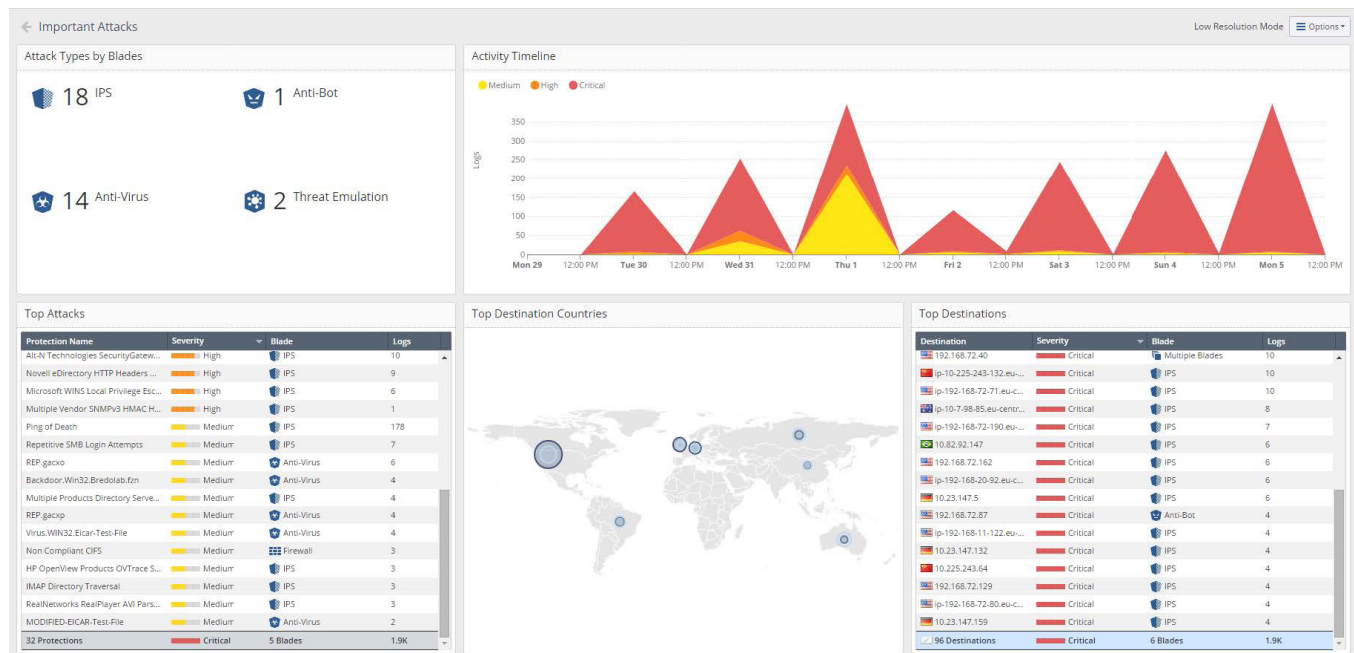 Important Attacks
Low Resolution Mode
Options
Attack Types by Blades
18 IPS
1 Anti-Bot
14 Anti-Virus
2 Threat Emulation
Activity Timeline
Medium High Critical
350
300
250
200
150
100
50
0
Logs
Mon 29 12:00 PM Tue 30 12:00 PM Wed 31 12:00 PM Thu 1 12:00 PM Fri 2 12:00 PM Sat 3 12:00 PM Sun 4 12:00 PM Mon 5 12:00 PM
Top Attacks
Protection Name Severity Blade Logs
Alt-N Technologies SecurityGatew... High IPS 10
Novell eDirectory HTTP Headers ... High IPS 9
Microsoft WINS Local Privilege Esc... High IPS 6
Multiple Vendor SNMPv3 HMAC H... High IPS 1
Ping of Death Medium IPS 178
Repetitive SMB Login Attempts Medium IPS 7
REP.gacxo Medium Anti-Virus 6
Backdoor.Win32.Bredolab.fzn Medium Anti-Virus 4
Multiple Products Directory Serve... Medium IPS 4
REP.gacxp Medium Anti-Virus 4
Virus.WIN32.Eicar-Test-File Medium Anti-Virus 4
Non Compliant CIFS Medium Firewall 3
HP OpenView Products OVTrace S... Medium IPS 3
IMAP Directory Traversal Medium IPS 3
RealNetworks RealPlayer AVI Pars... Medium IPS 3
MODIFIED-EICAR-Test-File Medium Anti-Virus 2
32 Protections Critical 5 Blades 1.9K
Top Destination Countries
Top Destinations
Destination Severity Blade Logs
192.168.72.40 Critical Multiple Blades 10
ip-10-225-243-132.eu-... Critical IPS 10
ip-192-168-72-71.eu-c... Critical IPS 10
ip-10-7-98-85.eu-centr... Critical IPS 8
ip-192-168-72-190.eu-... Critical IPS 7
10.82.92.147 Critical IPS 6
192.168.72.162 Critical IPS 6
ip-192-168-20-92.eu-c... Critical IPS 6
10.23.147.5 Critical IPS 6
192.168.72.87 Critical Anti-Bot 4
ip-192-168-11-122.eu-... Critical IPS 4
10.23.147.132 Critical IPS 4
10.225.243.64 Critical IPS 4
192.168.72.129 Critical IPS 4
ip-192-168-72-80.eu-c... Critical IPS 4
10.23.147.159 Critical IPS 4
96 Destinations Critical 6 Blades 1.9K